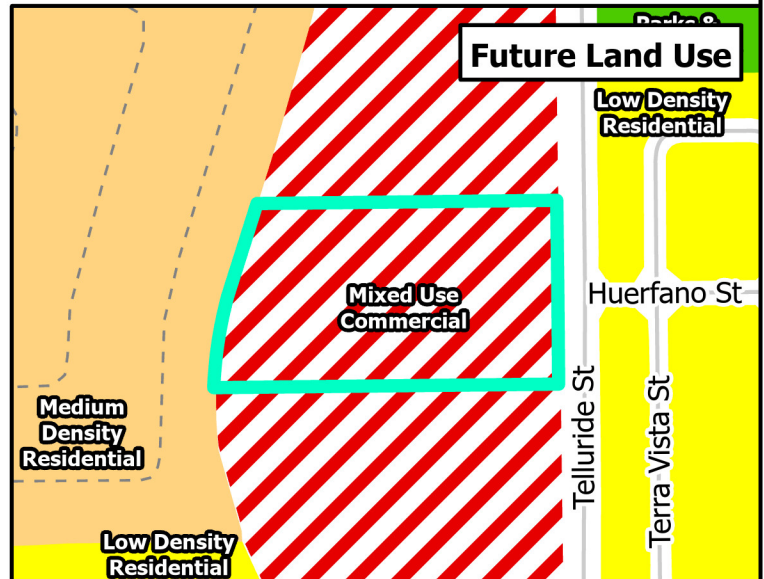 Parks &
Future Land Use
Low Density
Residential
Mixed Use
Commercial
Huerfano St
Telluride St
Terra Vista St
Medium
Density
Residential
Low Density
Residential